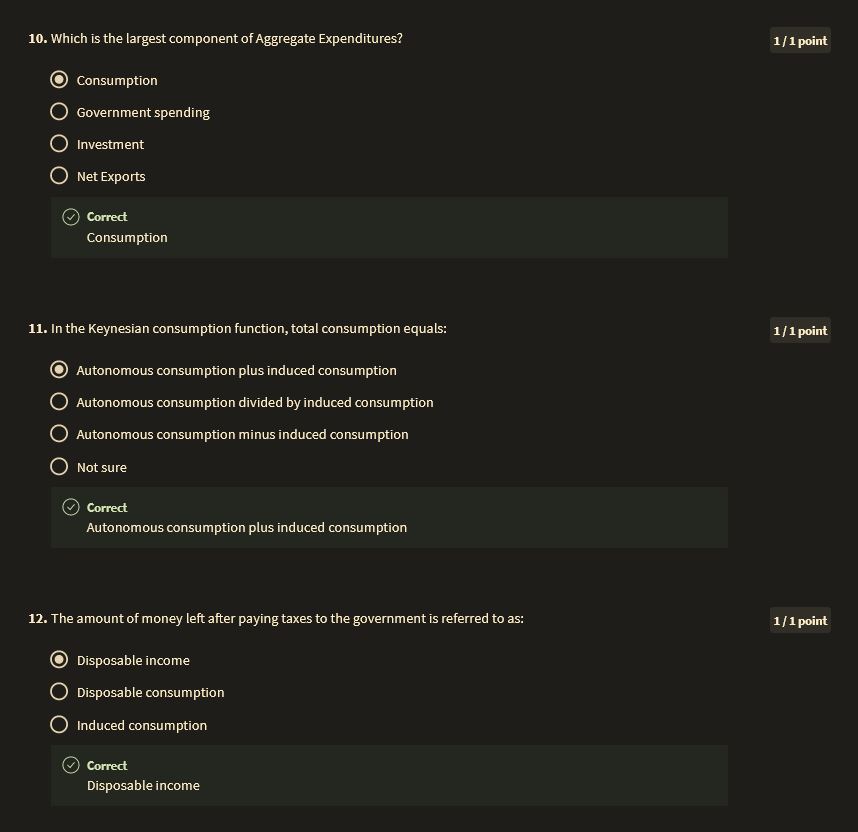 10. Which is the largest component of Aggregate Expenditures?
1 / 1 point
Consumption
Government spending
Investment
Net Exports
Correct
Consumption
11. In the Keynesian consumption function, total consumption equals:
1 / 1 point
Autonomous consumption plus induced consumption
Autonomous consumption divided by induced consumption
Autonomous consumption minus induced consumption
Not sure
Correct
Autonomous consumption plus induced consumption
12. The amount of money left after paying taxes to the government is referred to as:
1 / 1 point
Disposable income
Disposable consumption
Induced consumption
Correct
Disposable income